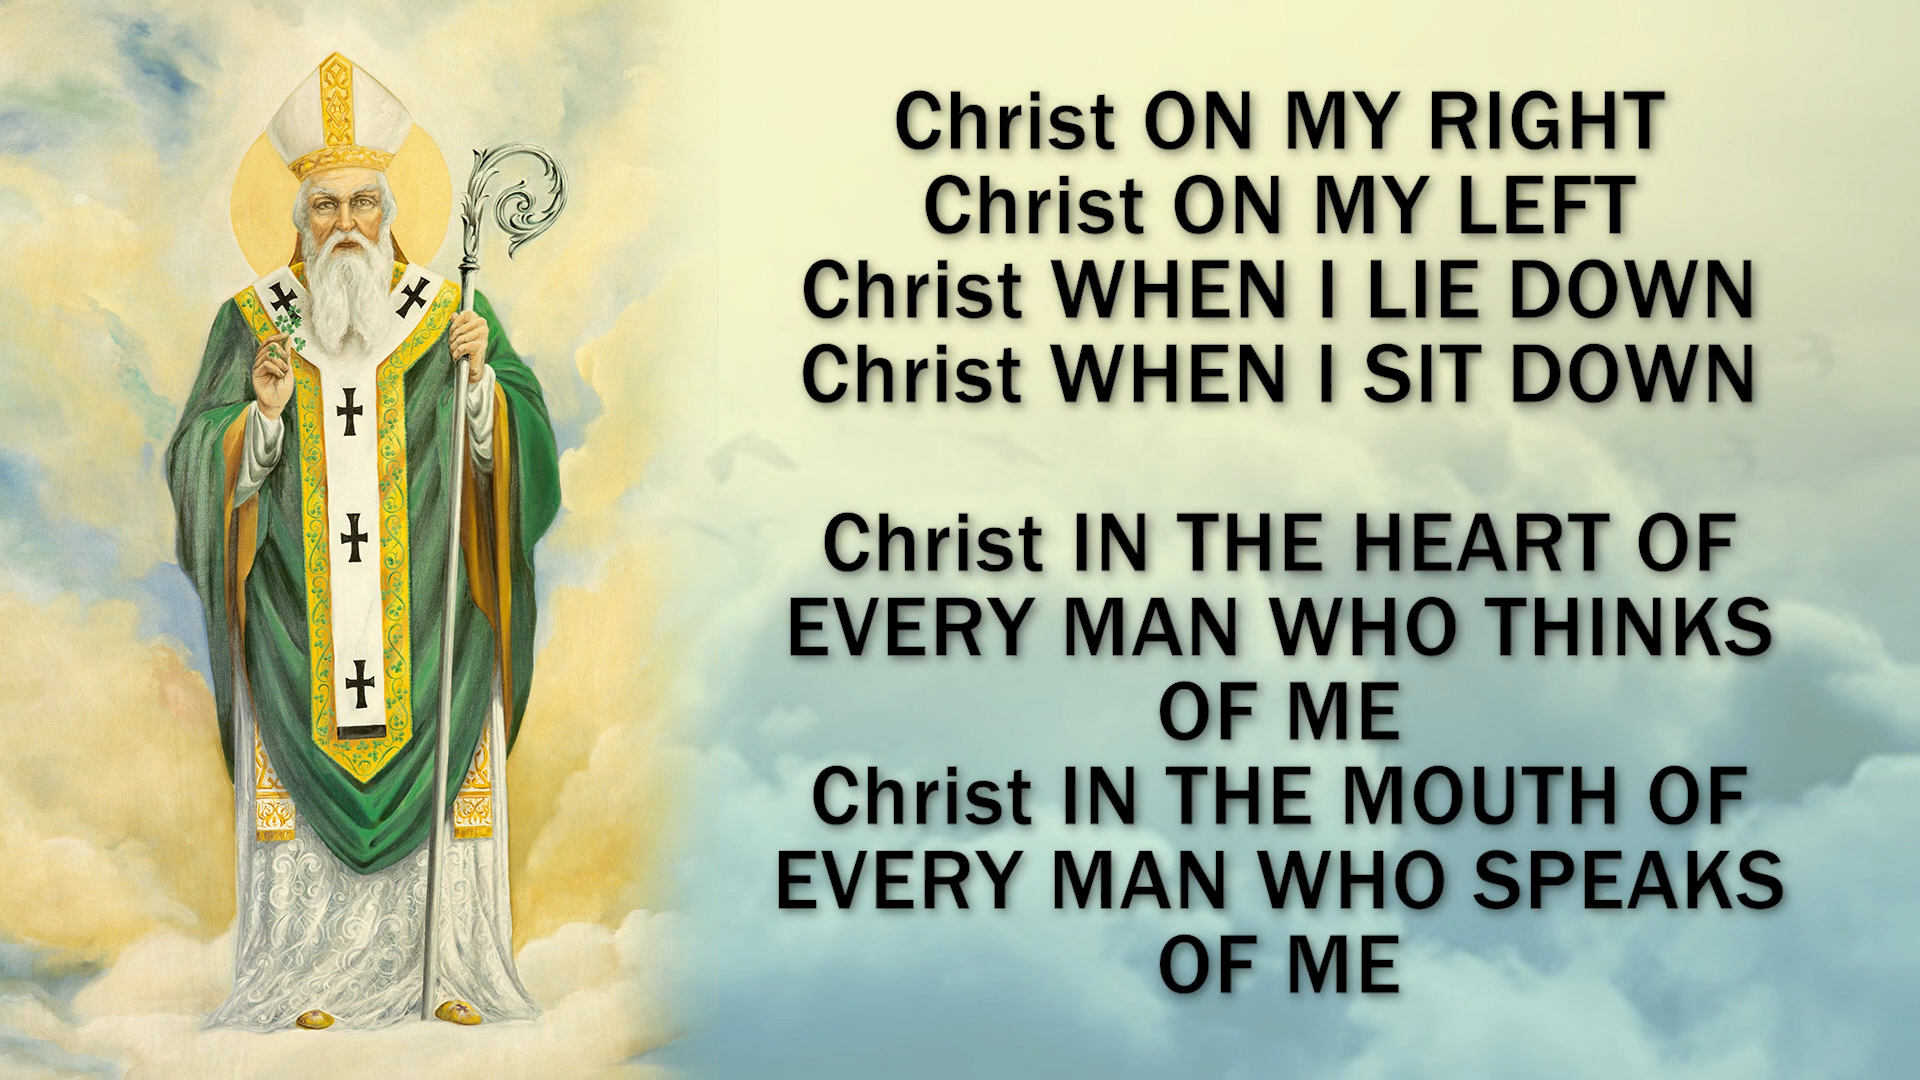 Christ ON MY RIGHT
Christ ON MY LEFT
Christ WHEN I LIE DOWN
Christ WHEN I SIT DOWN
Christ IN THE HEART OF
EVERY MAN WHO THINKS
OF ME
Christ IN THE MOUTH OF
EVERY MAN WHO SPEAKS
OF ME